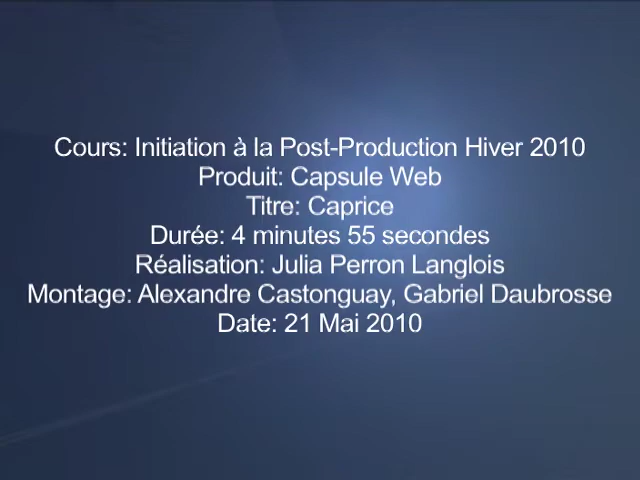 Cours: Initiation à la Post-Production Hiver 2010
Produit: Capsule Web
Titre: Caprice
Durée: 4 minutes 55 secondes
Réalisation: Julia Perron Langlois
Montage: Alexandre Castonguay, Gabriel Daubrosse
Date: 21 Mai 2010